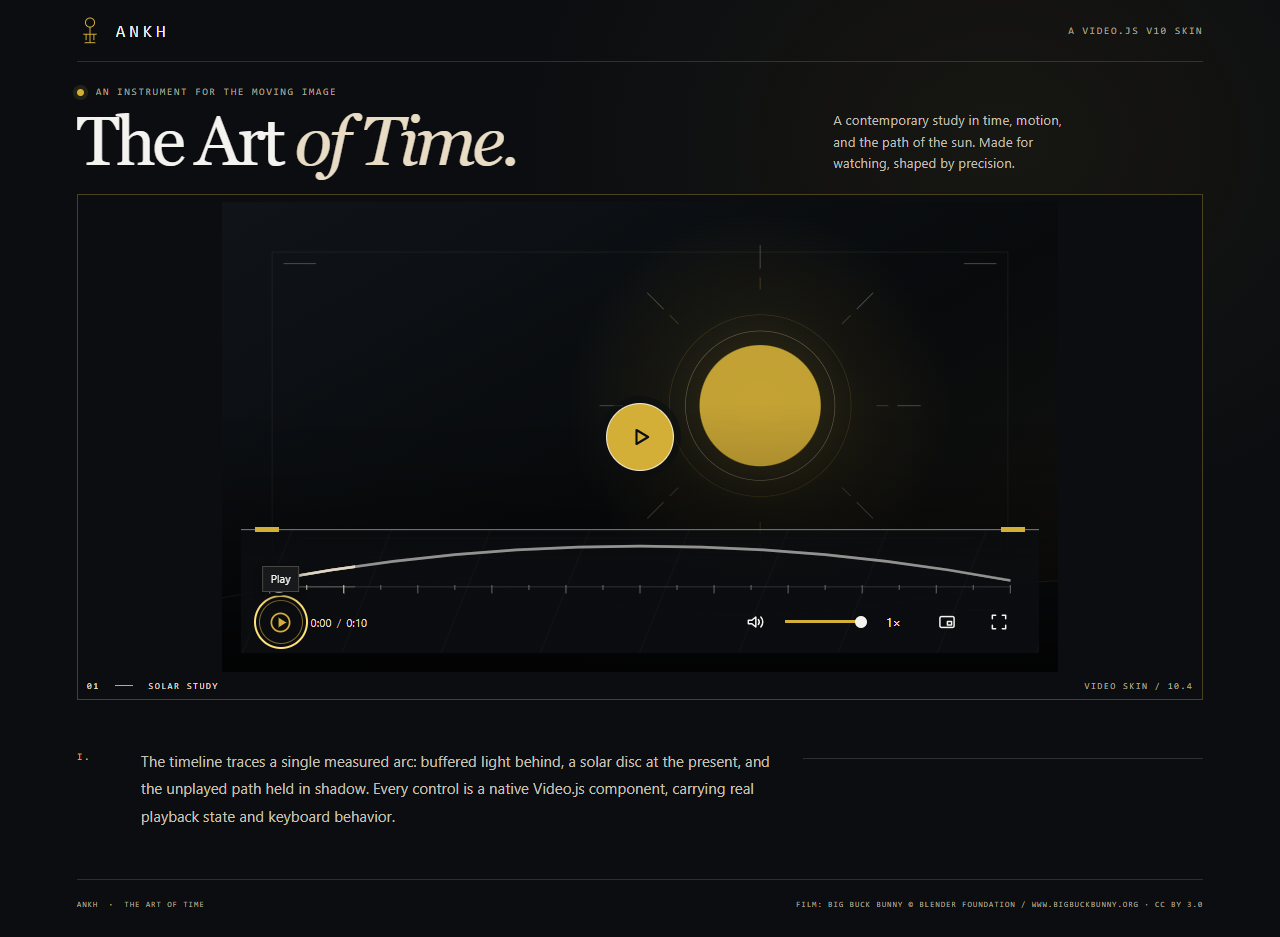 ANKH
A VIDEO.JS V10 SKIN
AN INSTRUMENT FOR THE MOVING IMAGE
The Art of Time.
A contemporary study in time, motion,
and the path of the sun. Made for
watching, shaped by precision.
Play
0:00 / 0:10
1×
01 — SOLAR STUDY
VIDEO SKIN / 10.4
I.
The timeline traces a single measured arc: buffered light behind, a solar disc at the present, and
the unplayed path held in shadow. Every control is a native Video.js component, carrying real
playback state and keyboard behavior.
ANKH · THE ART OF TIME
FILM: BIG BUCK BUNNY © BLENDER FOUNDATION / WWW.BIGBUCKBUNNY.ORG · CC BY 3.0